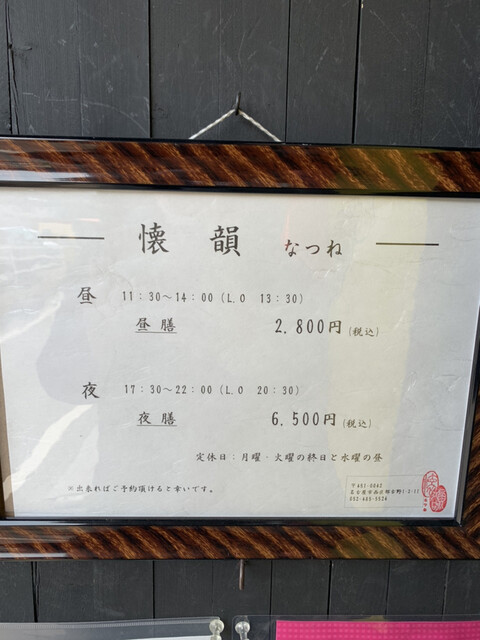 懐韻 なつね
昼 11:30～14:00 (L.O 13:30)
昼膳 2,800円 (税込)
夜 17:30～22:00 (L.O 20:30)
夜膳 6,500円 (税込)
定休日：月曜・火曜の終日と水曜の昼
※出来ればご予約頂けると幸いです。
〒451-0042